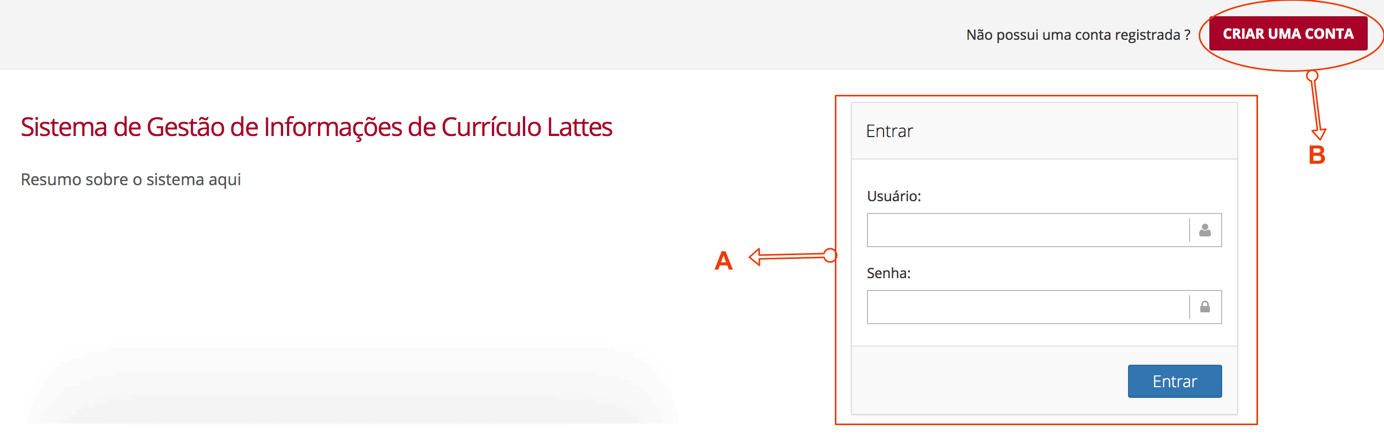 Não possui uma conta registrada ? CRIAR UMA CONTA
Sistema de Gestão de Informações de Currículo Lattes
Resumo sobre o sistema aqui
Entrar
Usuário:
Senha:
Entrar
A
B